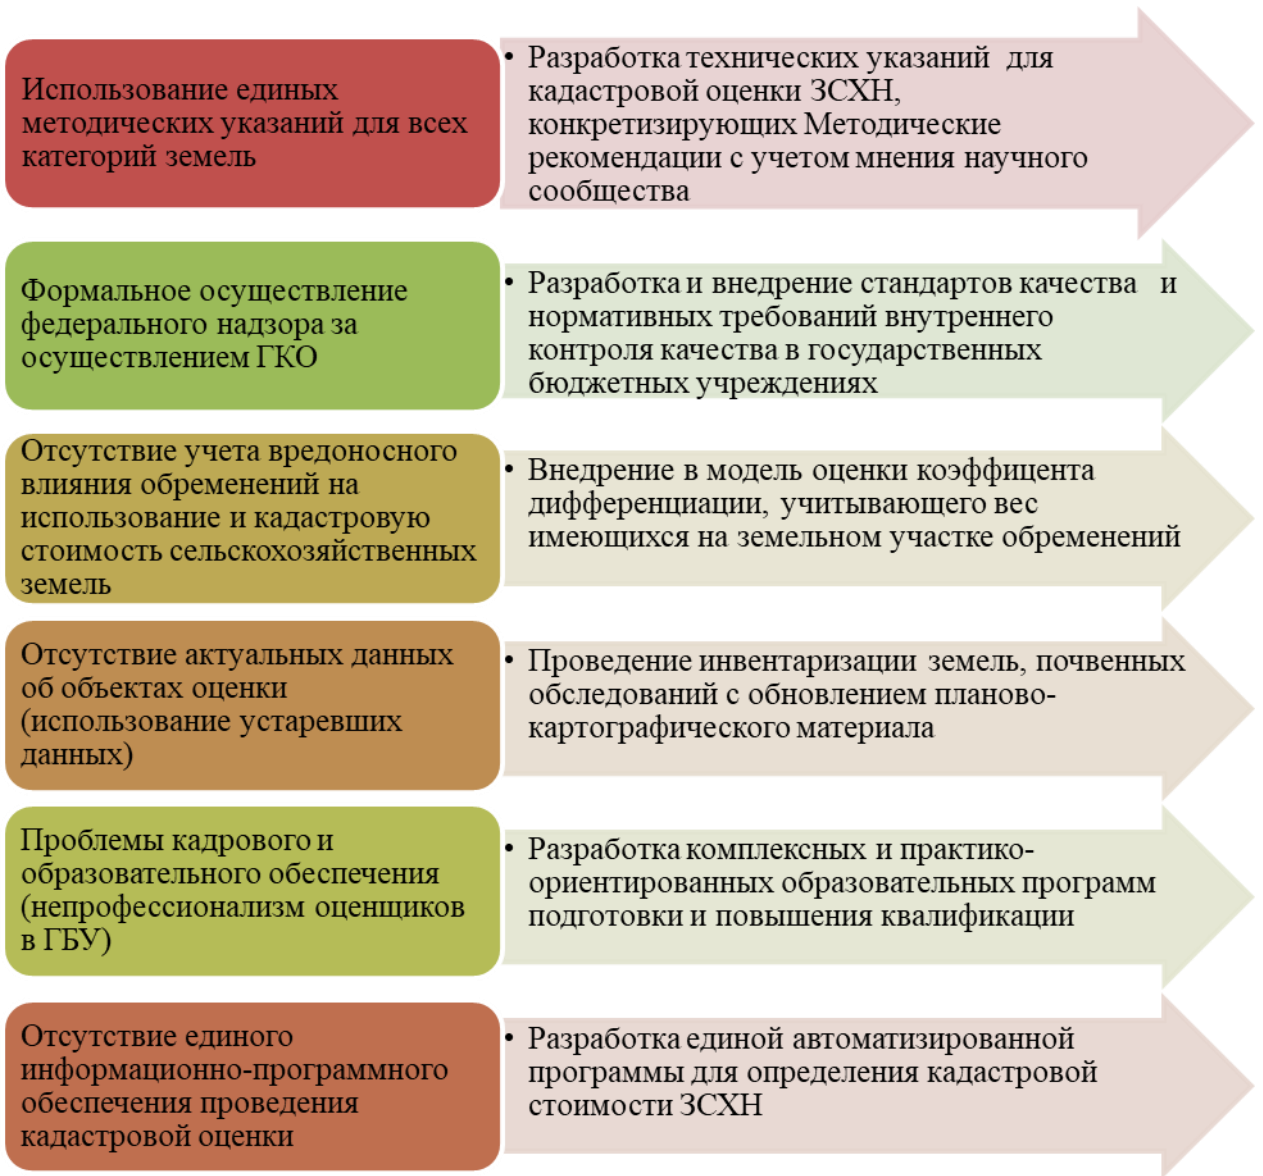 Использование единых
методических указаний для всех
категорий земель
• Разработка технических указаний для
кадастровой оценки ЗСХН,
конкретизирующих Методические
рекомендации с учетом мнения научного
сообщества
Формальное осуществление
федерального надзора за
осуществлением ГКО
• Разработка и внедрение стандартов качества и
нормативных требований внутреннего
контроля качества в государственных
бюджетных учреждениях
Отсутствие учета вредоносного
влияния обременений на
использование и кадастровую
стоимость сельскохозяйственных
земель
• Внедрение в модель оценки коэффицента
дифференциации, учитывающего вес
имеющихся на земельном участке обременений
Отсутствие актуальных данных
об объектах оценки
(использование устаревших
данных)
• Проведение инвентаризации земель, почвенных
обследований с обновлением планово-
картографического материала
Проблемы кадрового и
образовательного обеспечения
(непрофессионализм оценщиков
в ГБУ)
• Разработка комплексных и практико-
ориентированных образовательных программ
подготовки и повышения квалификации
Отсутствие единого
информационно-программного
обеспечения проведения
кадастровой оценки
• Разработка единой автоматизированной
программы для определения кадастровой
стоимости ЗСХН